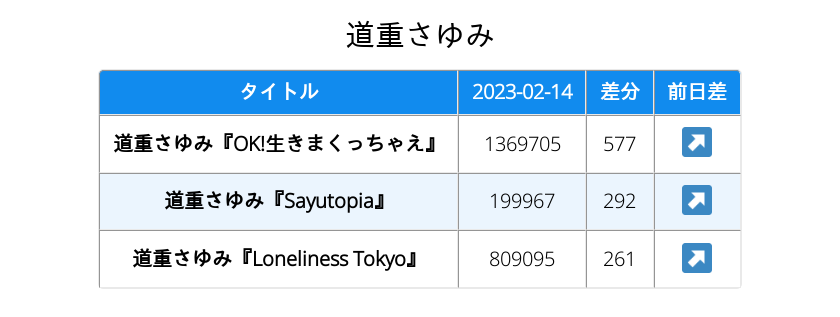 道重さゆみ
タイトル 2023-02-14 差分 前日差
道重さゆみ『OK!生きまくっちゃえ』 1369705 577 ↗
道重さゆみ『Sayutopia』 199967 292 ↗
道重さゆみ『Loneliness Tokyo』 809095 261 ↗